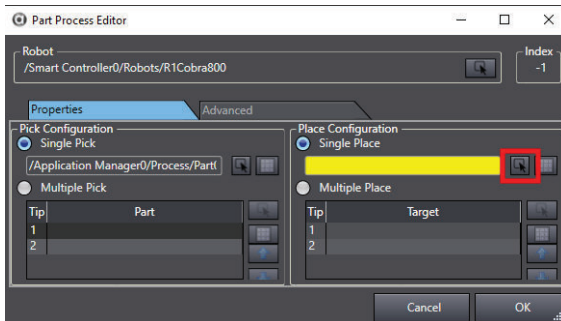 Part Process Editor
Robot
/Smart Controller0/Robots/R1Cobra800
Index
-1
Properties
Advanced
Pick Configuration
Single Pick
/Application Manager0/Process/Part(
Multiple Pick
Tip Part
1
2
Place Configuration
Single Place
Multiple Place
Tip Target
1
2
Cancel OK